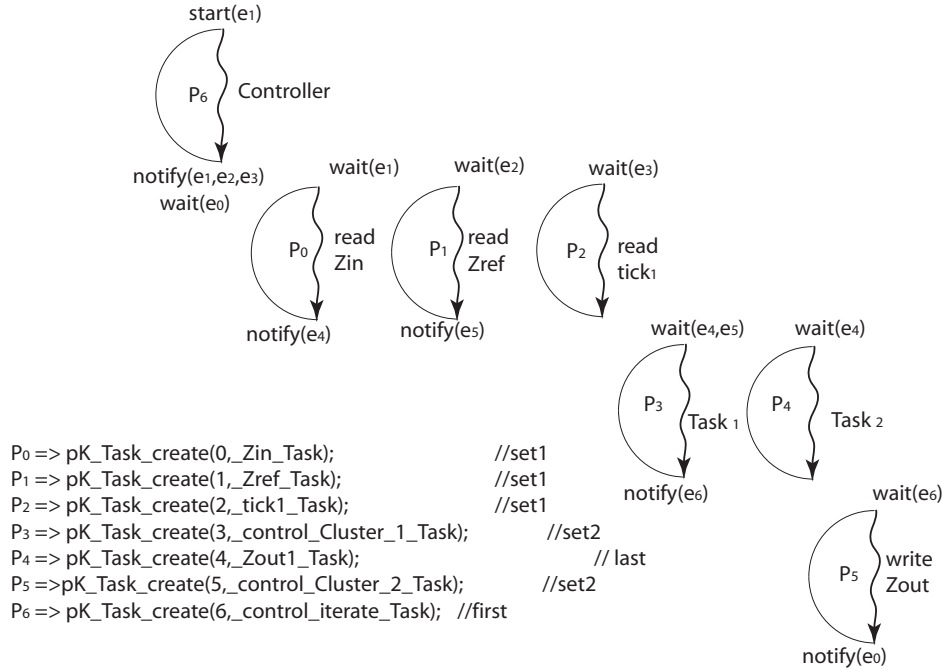 start(e1)
P6 Controller
notify(e1,e2,e3)
wait(e0)
wait(e1)
P0 read
Zin
notify(e4)
wait(e2)
P1 read
Zref
notify(e5)
wait(e3)
P2 read
tick1
wait(e4,e5)
P3
Task 1
notify(e6)
wait(e4)
P4
Task 2
wait(e6)
P5 write
Zout
notify(e0)
P0 => pK_Task_create(0,_Zin_Task); //set1
P1 => pK_Task_create(1,_Zref_Task); //set1
P2 => pK_Task_create(2,_tick1_Task); //set1
P3 => pK_Task_create(3,_control_Cluster_1_Task); //set2
P4 => pK_Task_create(4,_Zout1_Task); // last
P5 =>pK_Task_create(5,_control_Cluster_2_Task); //set2
P6 => pK_Task_create(6,_control_iterate_Task); //first